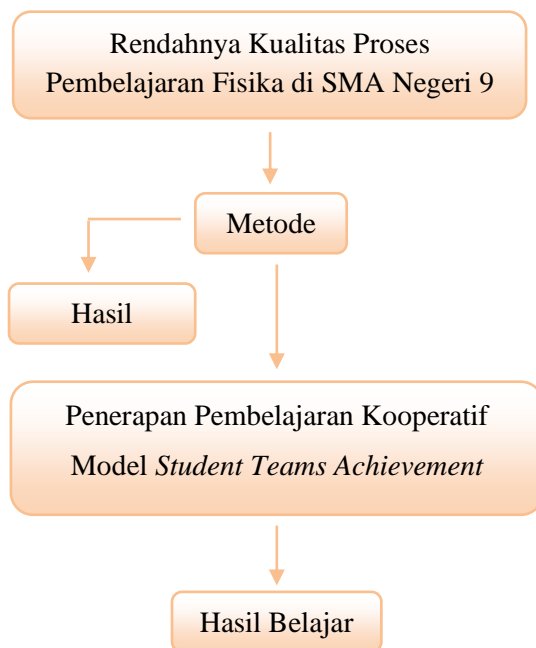 Rendahnya Kualitas Proses
Pembelajaran Fisika di SMA Negeri 9
Metode
Hasil
Penerapan Pembelajaran Kooperatif
Model Student Teams Achievement
Hasil Belajar